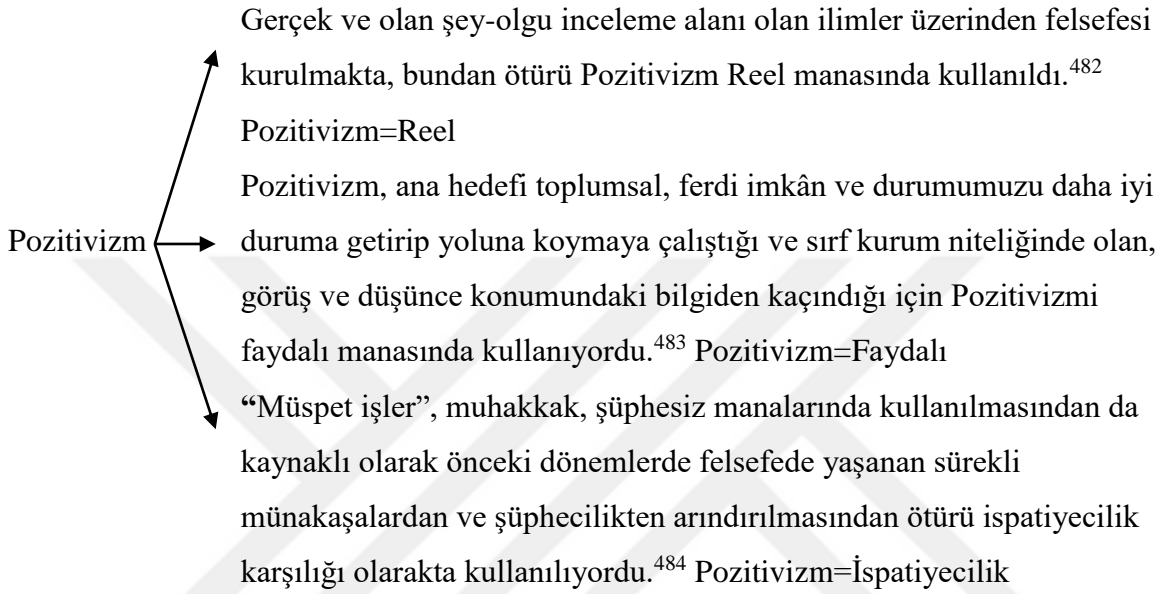 Gerçek ve olan şey-olgu inceleme alanı olan ilimler üzerinden felsefesi
kurulmakta, bundan ötürü Pozitivizm Reel manasında kullanıldı.482
Pozitivizm=Reel
Pozitivizm, ana hedefi toplumsal, ferdi imkân ve durumumuzu daha iyi
Pozitivizm
duruma getirip yoluna koymaya çalıştığı ve sırf kurum niteliğinde olan,
görüş ve düşünce konumundaki bilgiden kaçındığı için Pozitivizmi
faydalı manasında kullanıyordu.483 Pozitivizm=Faydalı
“Müspet işler”, muhakkak, şüphesiz manalarında kullanılmasından da
kaynaklı olarak önceki dönemlerde felsefede yaşanan sürekli
münakaşalardan ve şüphecilikten arındırılmasından ötürü ispatiyecilik
karşılığı olarakta kullanılıyordu.484 Pozitivizm=İspatiyecilik